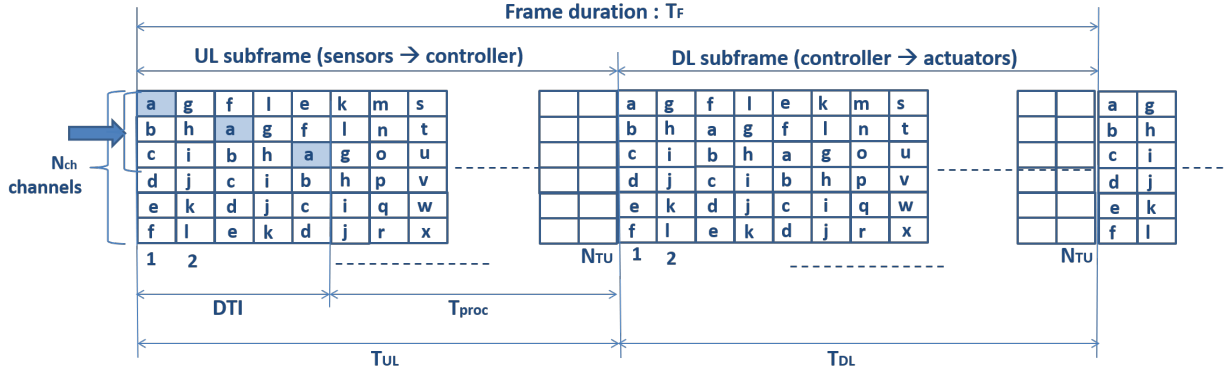 Frame duration : TF
UL subframe (sensors → controller) DL subframe (controller → actuators)
a g f l e k m s a g f l e k m s a g
b h a g f l n t b h a g f l n t b h
c i b h a g o u c i b h a g o u c i
Nch
channels
d j c i b h p v d j c i b h p v d j
e k d j c i q w e k d j c i q w e k
f l e k d j r x f l e k d j r x f l
1 2 NTU 1 2 NTU
DTI Tproc
TUL TDL